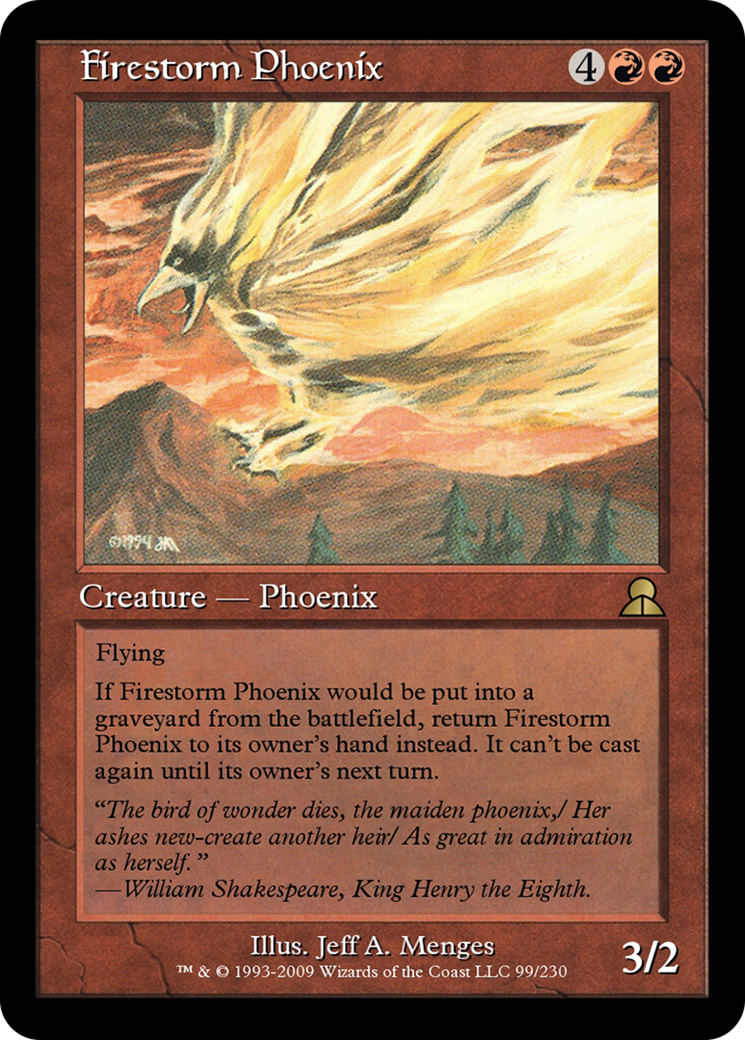 Firestorm Phoenix 4
©1994 JM
Creature — Phoenix
Flying
If Firestorm Phoenix would be put into a
graveyard from the battlefield, return Firestorm
Phoenix to its owner's hand instead. It can't be cast
again until its owner's next turn.
“The bird of wonder dies, the maiden phoenix,/ Her
ashes new-create another heir/ As great in admiration
as herself.”
—William Shakespeare, King Henry the Eighth.
Illus. Jeff A. Menges
™ & © 1993-2009 Wizards of the Coast LLC 99/230
3/2